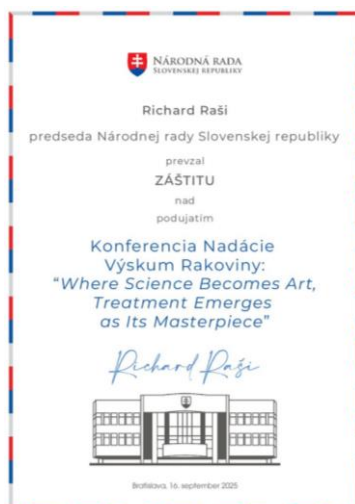 NÁRODNÁ RADA
SLOVENSKEJ REPUBLIKY
Richard Raši
predseda Národnej rady Slovenskej republiky
prevzal
ZÁŠTITU
nad
podujatím
Konferencia Nadácie
Výskum Rakoviny:
“Where Science Becomes Art,
Treatment Emerges
as Its Masterpiece”
Richard Raši
Bratislava, 16. september 2025